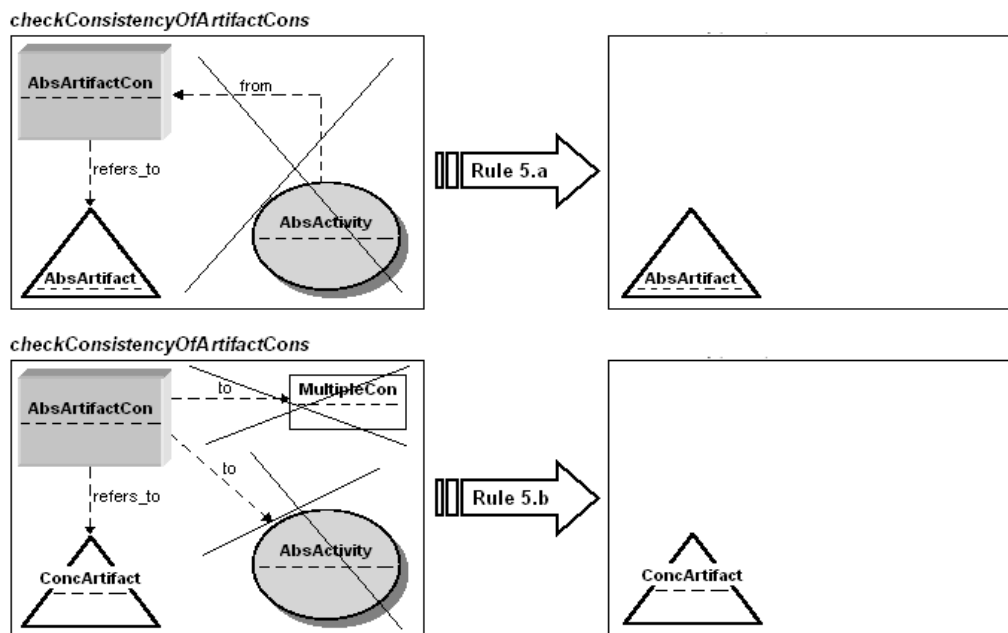 checkConsistencyOfArtifactCons
AbsArtifactCon
from
refers_to
AbsActivity
AbsArtifact
Rule 5.a
AbsArtifact
checkConsistencyOfArtifactCons
AbsArtifactCon
to
MultipleCon
to
refers_to
AbsActivity
ConcArtifact
Rule 5.b
ConcArtifact